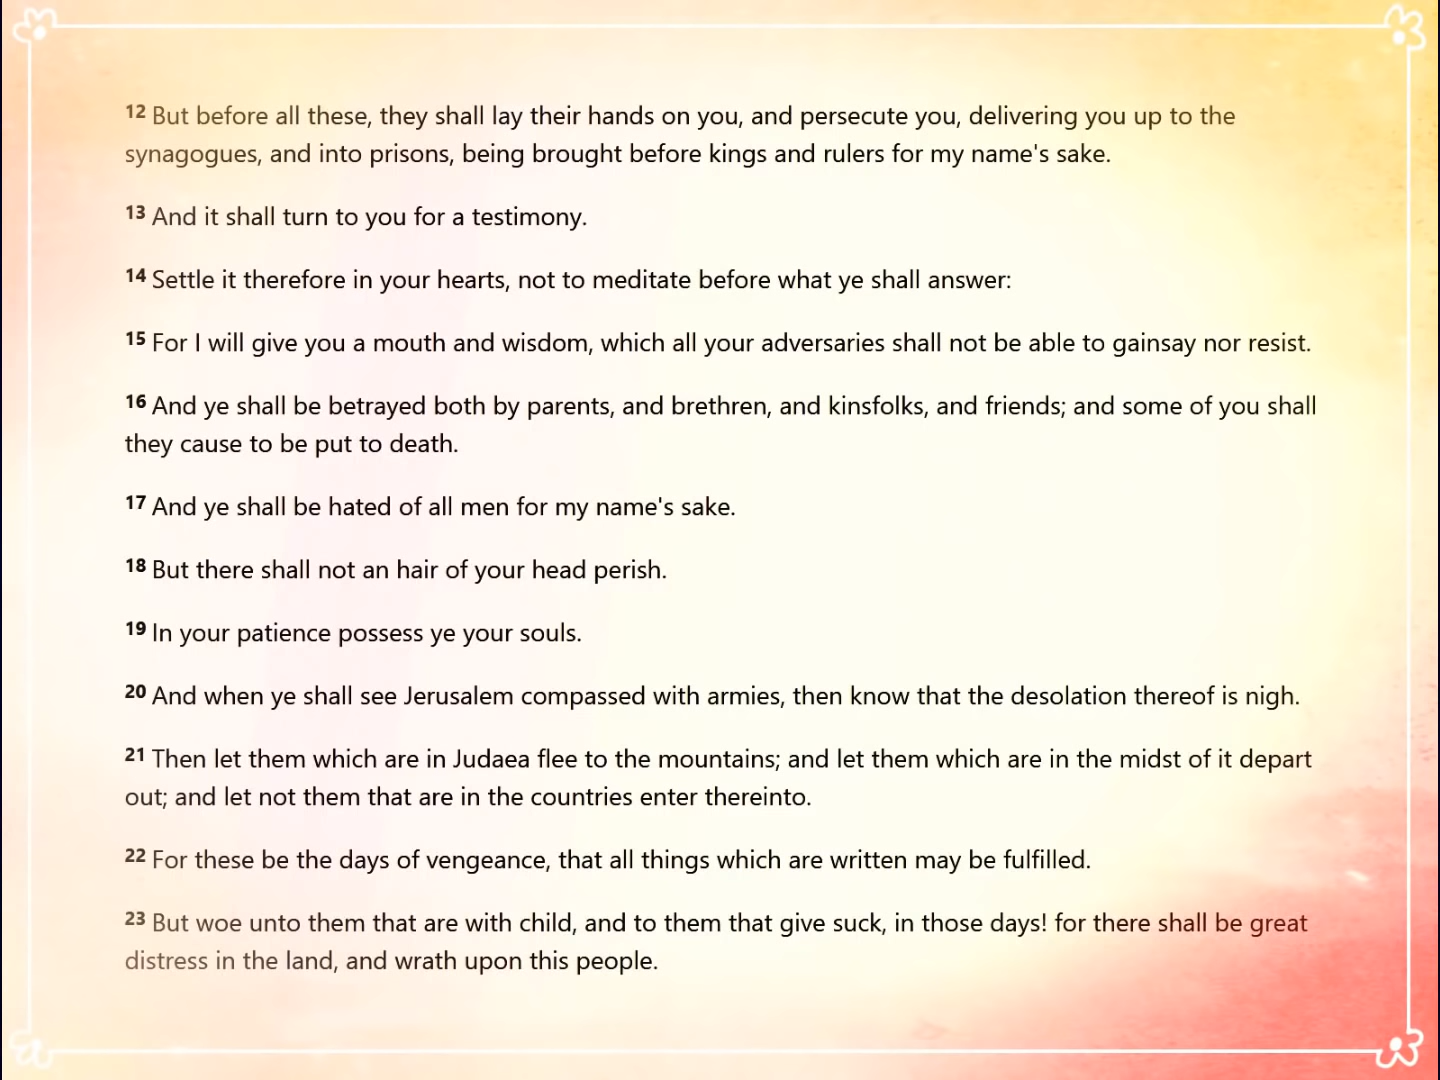 12 But before all these, they shall lay their hands on you, and persecute you, delivering you up to the
synagogues, and into prisons, being brought before kings and rulers for my name's sake.
13 And it shall turn to you for a testimony.
14 Settle it therefore in your hearts, not to meditate before what ye shall answer:
15 For I will give you a mouth and wisdom, which all your adversaries shall not be able to gainsay nor resist.
16 And ye shall be betrayed both by parents, and brethren, and kinsfolks, and friends; and some of you shall
they cause to be put to death.
17 And ye shall be hated of all men for my name's sake.
18 But there shall not an hair of your head perish.
19 In your patience possess ye your souls.
20 And when ye shall see Jerusalem compassed with armies, then know that the desolation thereof is nigh.
21 Then let them which are in Judaea flee to the mountains; and let them which are in the midst of it depart
out; and let not them that are in the countries enter thereinto.
22 For these be the days of vengeance, that all things which are written may be fulfilled.
23 But woe unto them that are with child, and to them that give suck, in those days! for there shall be great
distress in the land, and wrath upon this people.